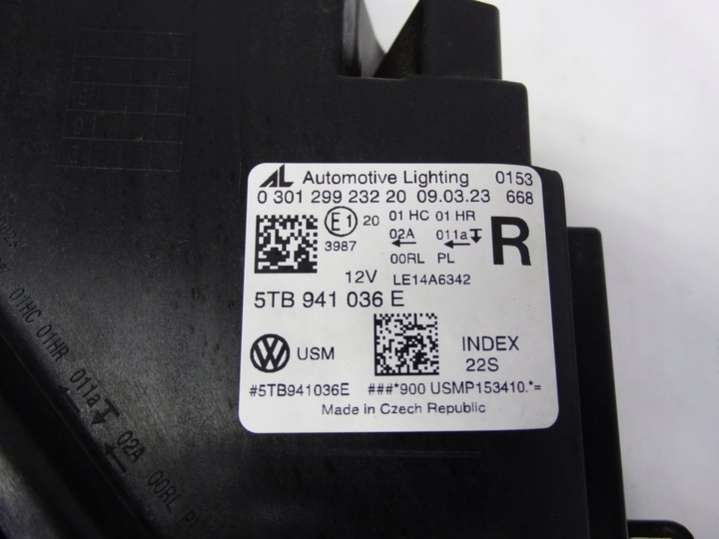 AL Automotive Lighting 0153
0 301 299 232 20 09.03.23 668
E1 20 01 HC 01 HR R
02A 011a
3987 00RL PL
12V LE14A6342
5TB 941 036 E
VW USM INDEX
22S
#5TB941036E ###*900 USMP153410.*=
Made in Czech Republic
01HC 01HR 011a 02A 00RL PL